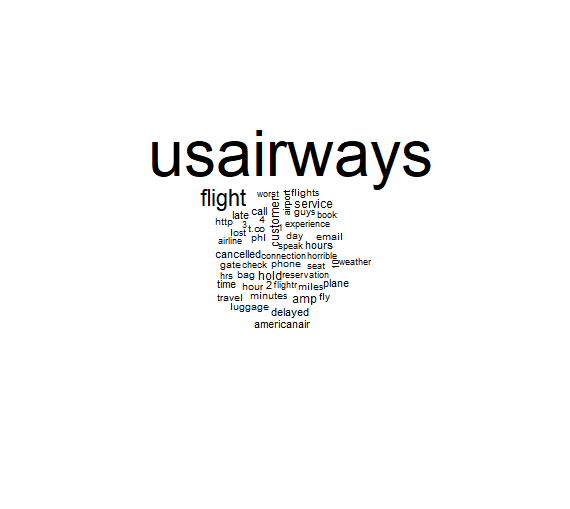 usairways
flight worst airport flights
customer service
late call guys book
http 3 4 1 experience
lost t.co
airline phl day email
speak hours
cancelled connection horrible
gate check phone seat 10 weather
hrs bag hold reservation
time hour 2 flightr miles plane
travel minutes amp fly
luggage delayed
americanair